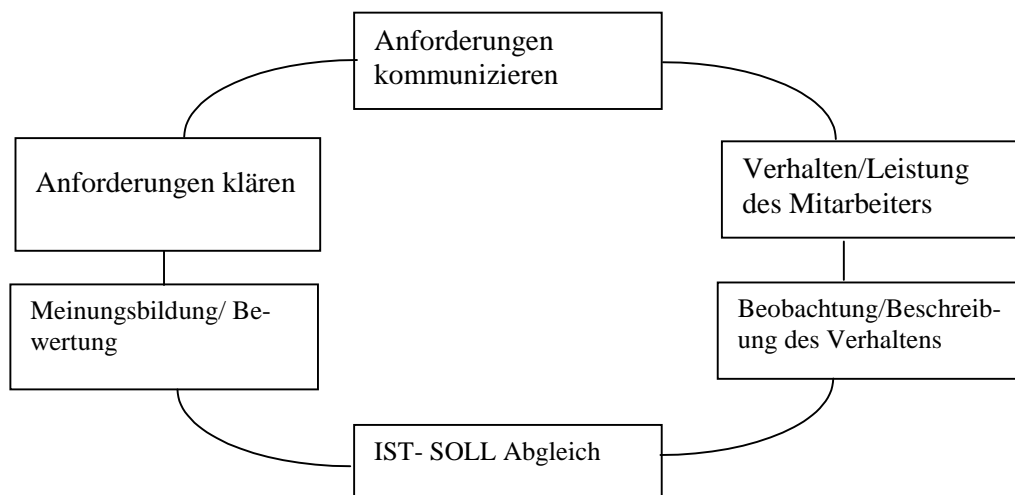 Anforderungen
kommunizieren
Anforderungen klären
Verhalten/Leistung
des Mitarbeiters
Meinungsbildung/ Be-
wertung
Beobachtung/Beschreib-
ung des Verhaltens
IST- SOLL Abgleich